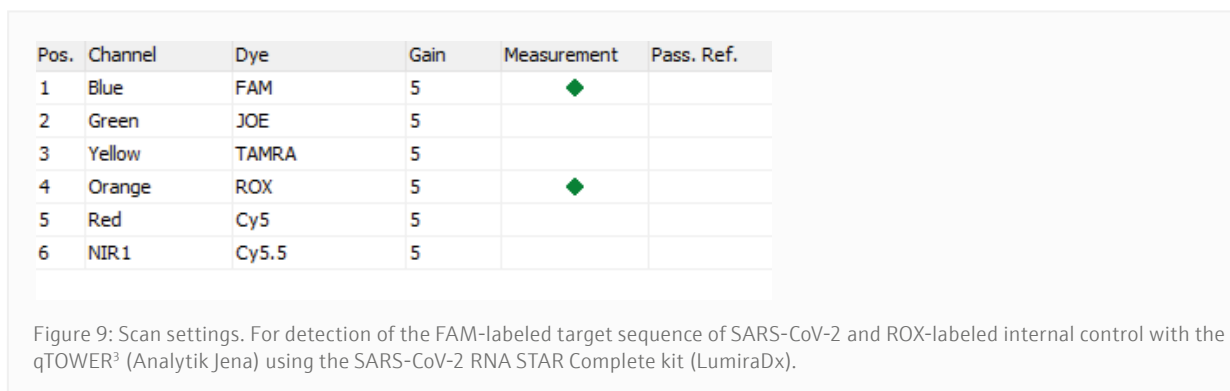 Pos. Channel Dye Gain Measurement Pass. Ref.
1 Blue FAM 5
2 Green JOE 5
3 Yellow TAMRA 5
4 Orange ROX 5
5 Red Cy5 5
6 NIR1 Cy5.5 5
Figure 9: Scan settings. For detection of the FAM-labeled target sequence of SARS-CoV-2 and ROX-labeled internal control with the
qTOWER³ (Analytik Jena) using the SARS-CoV-2 RNA STAR Complete kit (LumiraDx).